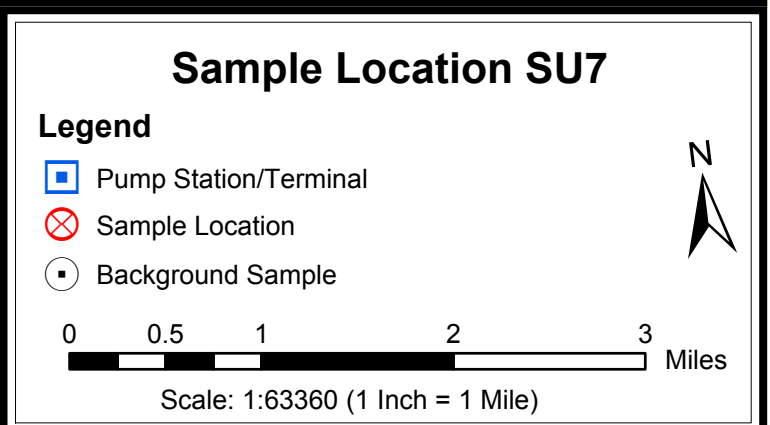 Sample Location SU7
Legend
N
Pump Station/Terminal
Sample Location
Background Sample
0 0.5 1 2 3
Miles
Scale: 1:63360 (1 Inch = 1 Mile)